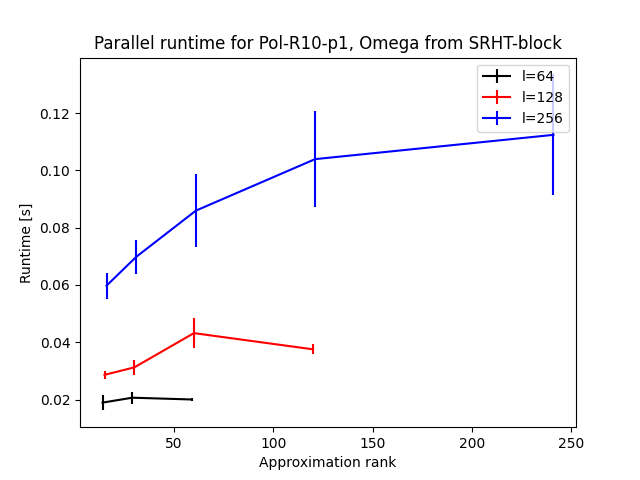 Parallel runtime for Pol-R10-p1, Omega from SRHT-block
l=64
l=128
l=256
0.12
0.10
0.08
0.06
0.04
0.02
Runtime [s]
50
100
150
200
250
Approximation rank